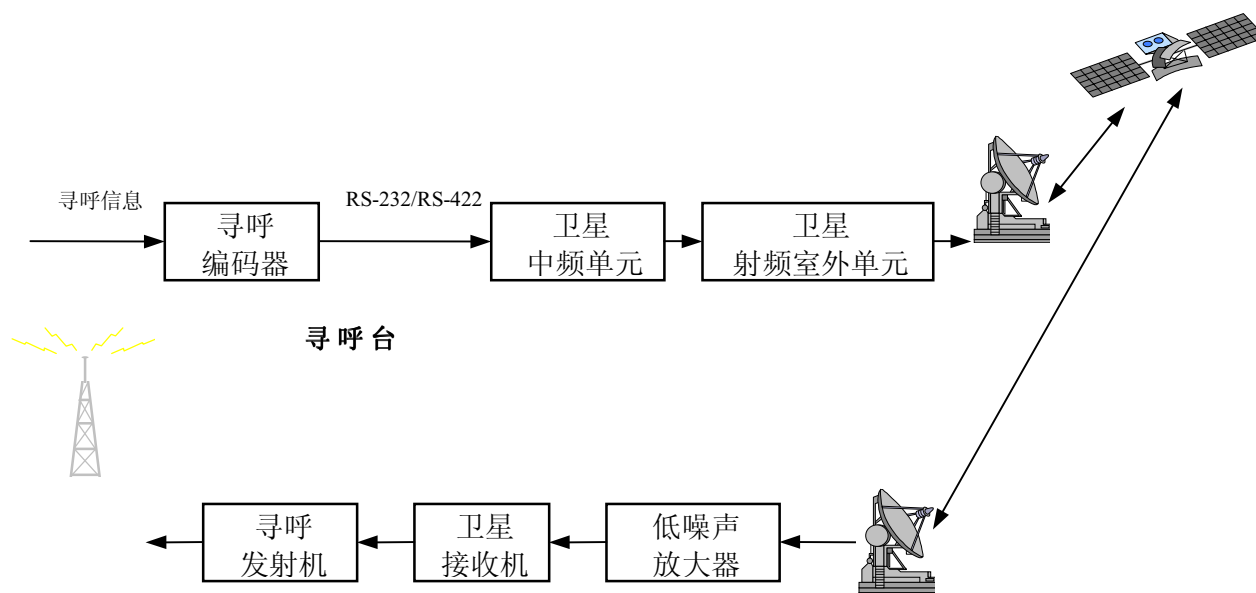 寻呼信息
寻呼
编码器
RS-232/RS-422
卫星
中频单元
卫星
射频室外单元
寻 呼 台
寻呼
发射机
卫星
接收机
低噪声
放大器